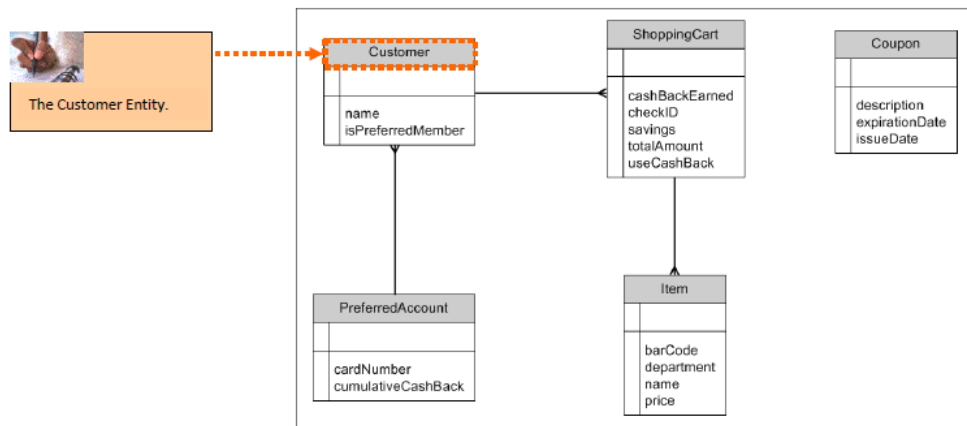 The Customer Entity.
Customer
name
isPreferredMember
ShoppingCart
cashBackEarned
checkID
savings
totalAmount
useCashBack
Coupon
description
expirationDate
issueDate
PreferredAccount
cardNumber
cumulativeCashBack
Item
barCode
department
name
price